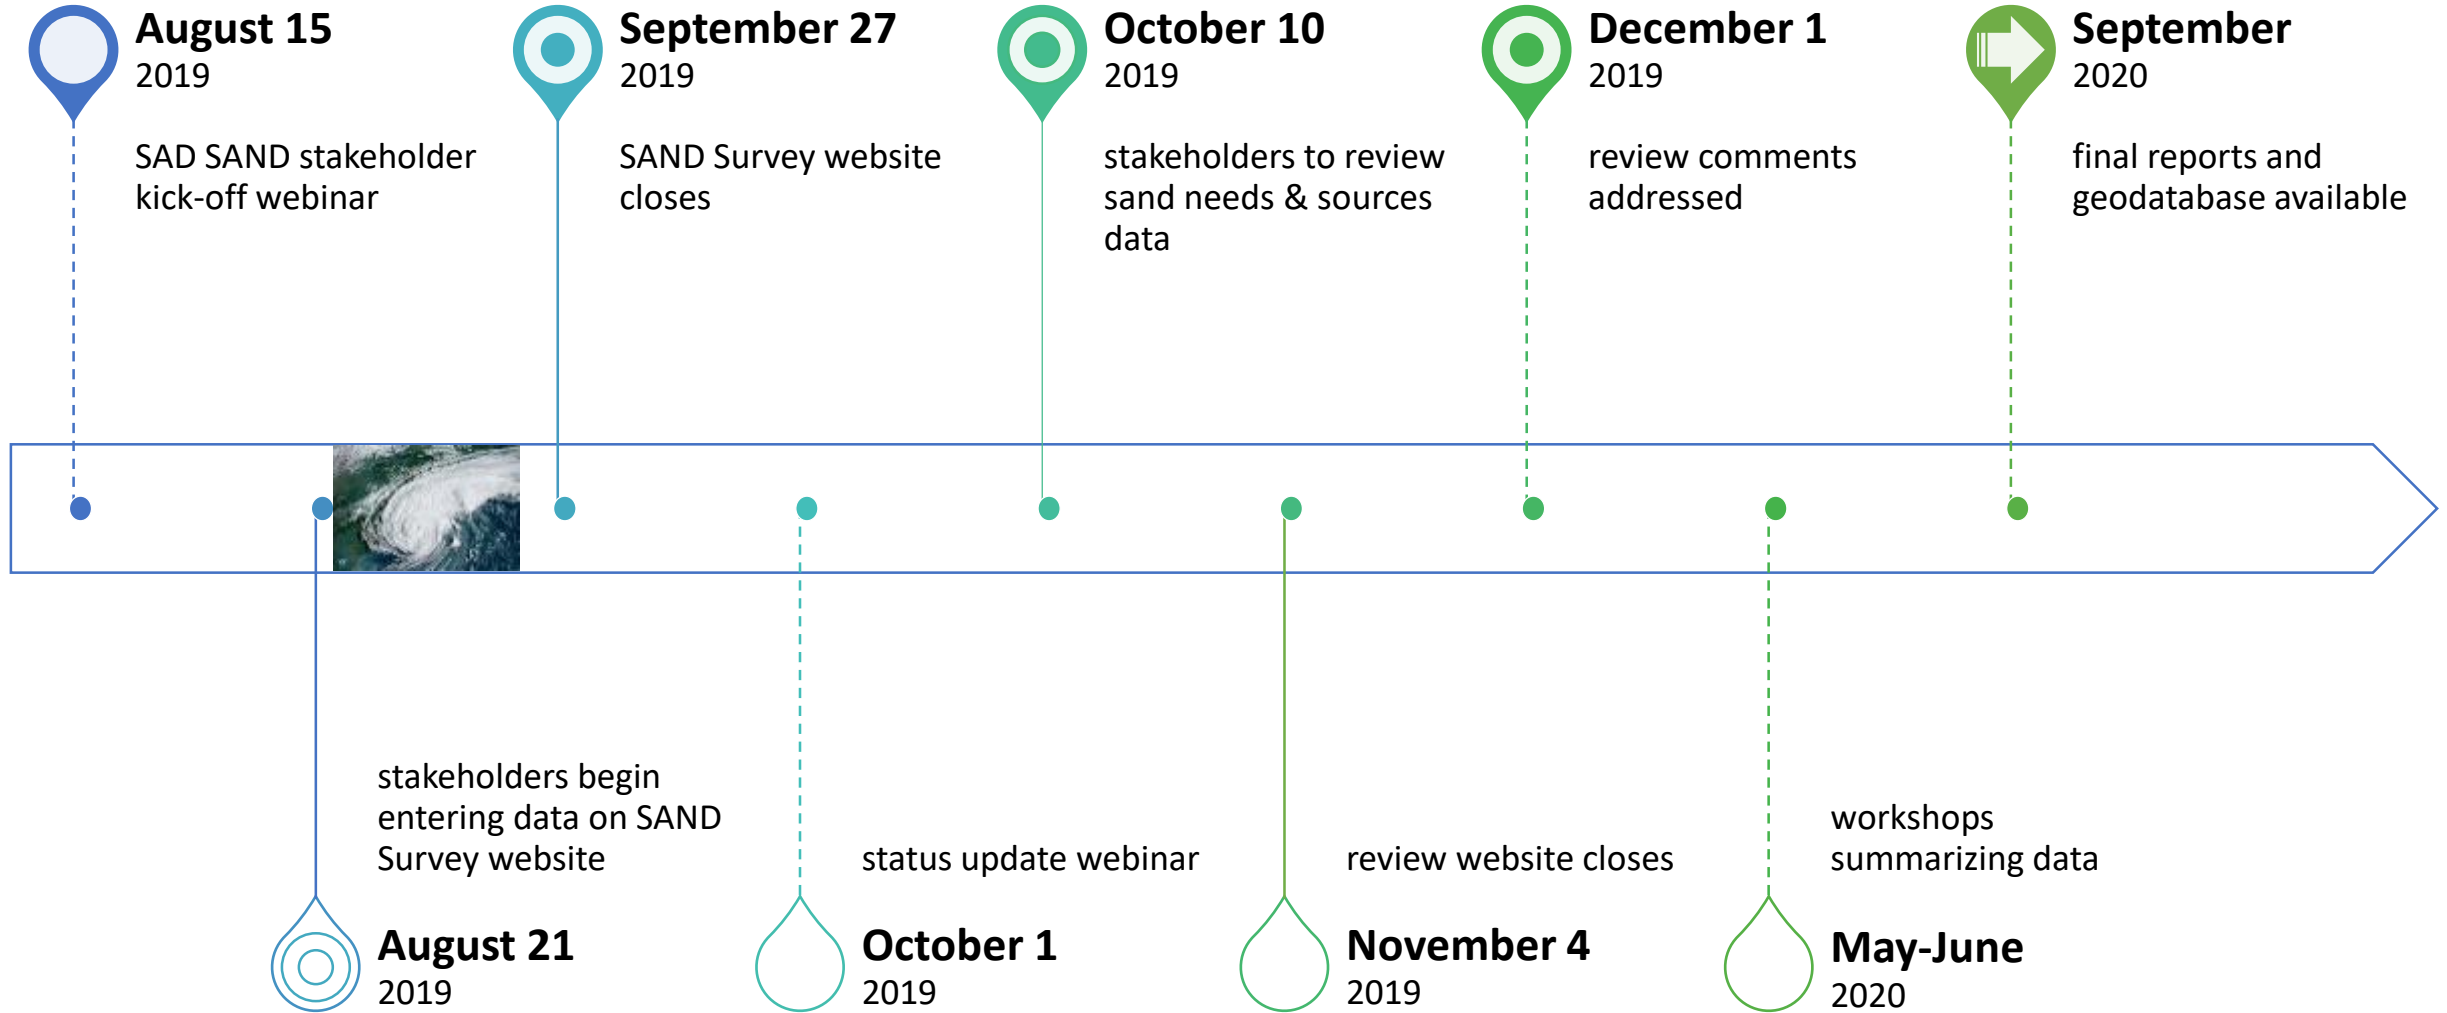 August 15
2019
SAD SAND stakeholder
kick-off webinar
September 27
2019
SAND Survey website
closes
October 10
2019
stakeholders to review
sand needs & sources
data
December 1
2019
review comments
addressed
September
2020
final reports and
geodatabase available
stakeholders begin
entering data on SAND
Survey website
August 21
2019
status update webinar
October 1
2019
review website closes
November 4
2019
workshops
summarizing data
May-June
2020